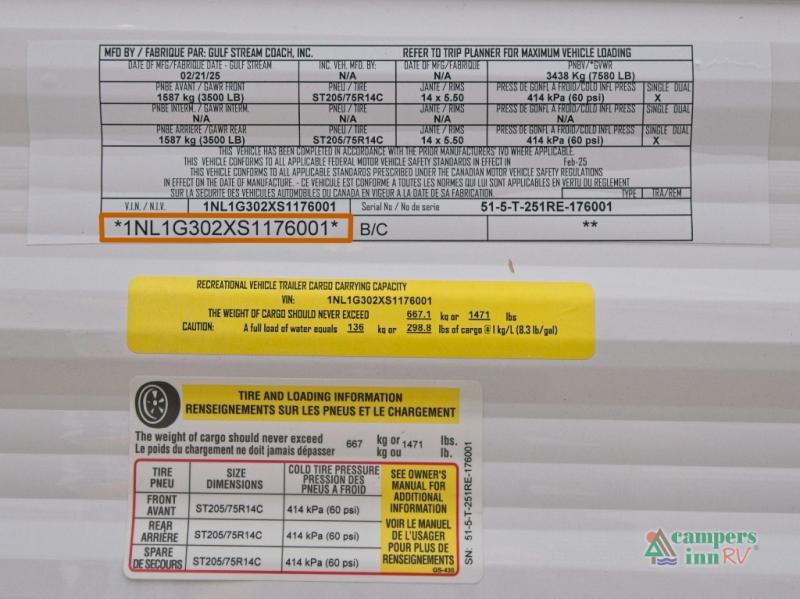 MFD BY / FABRIQUE PAR: GULF STREAM COACH, INC. REFER TO TRIP PLANNER FOR MAXIMUM VEHICLE LOADING
DATE OF MFG/FABRIQUE DATE - GULF STREAM INC. VEH. MFD. BY: DATE OF MFG/FABRIQUE PNBV/*GVWR
02/21/25 N/A N/A 3438 Kg (7580 LB)
PNBE AVANT / GAWR FRONT PNEU / TIRE JANTE / RIMS PRESS DE GONFL A FROID/COLD INFL PRESS SINGLE DUAL
1587 kg (3500 LB) ST205/75R14C 14 x 5.50 414 kPa (60 psi) X
PNBE INTERM. / GAWR INTERM. PNEU / TIRE JANTE / RIMS PRESS DE GONFL A FROID/COLD INFL PRESS SINGLE DUAL
N/A N/A N/A N/A
PNBE ARRIERE / GAWR REAR PNEU / TIRE JANTE / RIMS PRESS DE GONFL A FROID/COLD INFL PRESS SINGLE DUAL
1587 kg (3500 LB) ST205/75R14C 14 x 5.50 414 kPa (60 psi) X
THIS VEHICLE HAS BEEN COMPLETED IN ACCORDANCE WITH THE PRIOR MANUFACTURERS' IVD WHERE APPLICABLE.
THIS VEHICLE CONFORMS TO ALL APPLICABLE FEDERAL MOTOR VEHICLE SAFETY STANDARDS IN EFFECT IN Feb-25
THIS VEHICLE CONFORMS TO ALL APPLICABLE STANDARDS PRESCRIBED UNDER THE CANADIAN MOTOR VEHICLE SAFETY REGULATIONS
IN EFFECT ON THE DATE OF MANUFACTURE. - CE VEHICULE EST CONFORME A TOUTES LES NORMES QUI LUI SONT APPLICABLES EN VERTU DU REGLEMENT
SUR LA SECURITE DES VEHICULES AUTOMOBILES DU CANADA EN VIGEUR A LA DATE DE SA FABRICATION. TYPE TRA/REM
V.I.N. / N.I.V. 1NL1G302XS1176001 Serial No / No de serie 51-5-T-251RE-176001
*1NL1G302XS1176001* B/C **
RECREATIONAL VEHICLE TRAILER CARGO CARRYING CAPACITY
VIN: 1NL1G302XS1176001
THE WEIGHT OF CARGO SHOULD NEVER EXCEED 667.1 kg or 1471 lbs
CAUTION: A full load of water equals 136 kg or 298.8 lbs of cargo @ 1 kg/L (8.3 lb/gal)
TIRE AND LOADING INFORMATION
RENSEIGNEMENTS SUR LES PNEUS ET LE CHARGEMENT
The weight of cargo should never exceed 667 kg or 1471 lbs.
Le poids du chargement ne doit jamais dépasser kg ou lb.
TIRE PNEU
SIZE DIMENSIONS
COLD TIRE PRESSURE
PRESSION DES
PNEUS A FROID
FRONT AVANT ST205/75R14C 414 kPa (60 psi)
REAR ARRIÈRE ST205/75R14C 414 kPa (60 psi)
SPARE DE SECOURS ST205/75R14C 414 kPa (60 psi)
SEE OWNER'S
MANUAL FOR
ADDITIONAL
INFORMATION
VOIR LE MANUEL
DE L'USAGER
POUR PLUS DE
RENSEIGNEMENTS
GS-430
SN: 51-5-T-251RE-176001
campers
inn RV